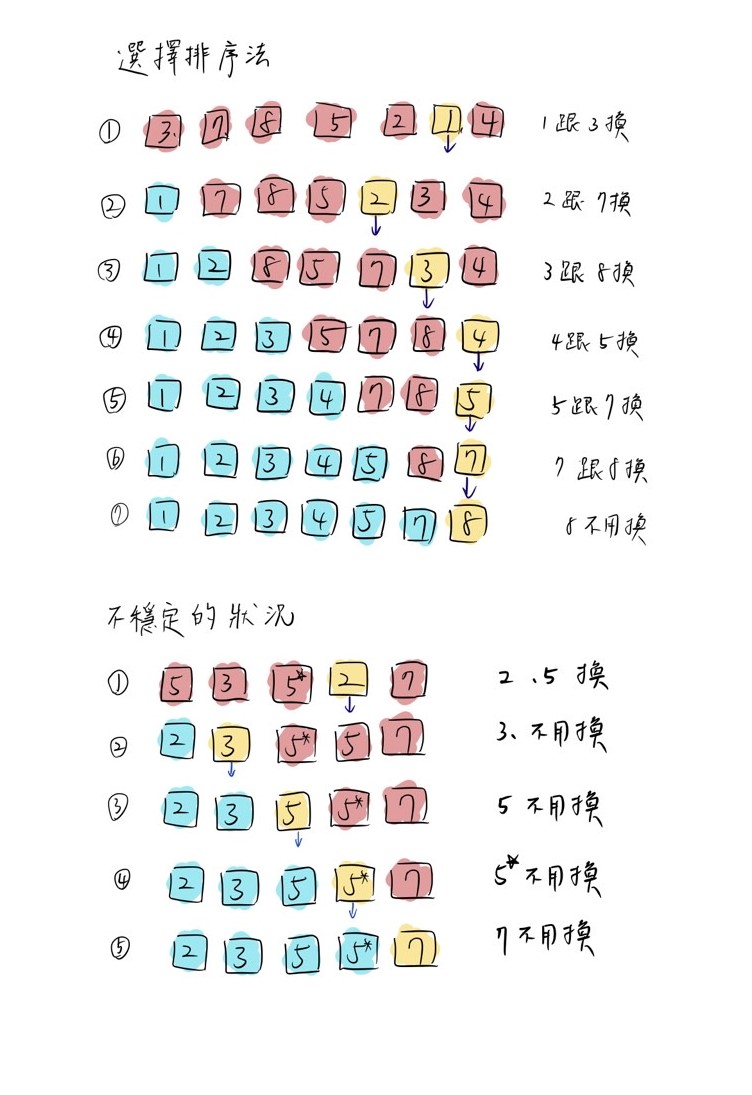 選擇排序法
① 3 7 8 5 2 1 4 1跟3換
② 1 7 8 5 2 3 4 2跟7換
③ 1 2 8 5 7 3 4 3跟8換
④ 1 2 3 5 7 8 4 4跟5換
⑤ 1 2 3 4 7 8 5 5跟7換
⑥ 1 2 3 4 5 8 7 7跟8換
⑦ 1 2 3 4 5 7 8 8不用換
不穩定的狀況
① 5 3 5* 2 7 2、5 換
② 2 3 5* 5 7 3、不用換
③ 2 3 5 5* 7 5不用換
④ 2 3 5 5* 7 5*不用換
⑤ 2 3 5 5* 7 7不用換